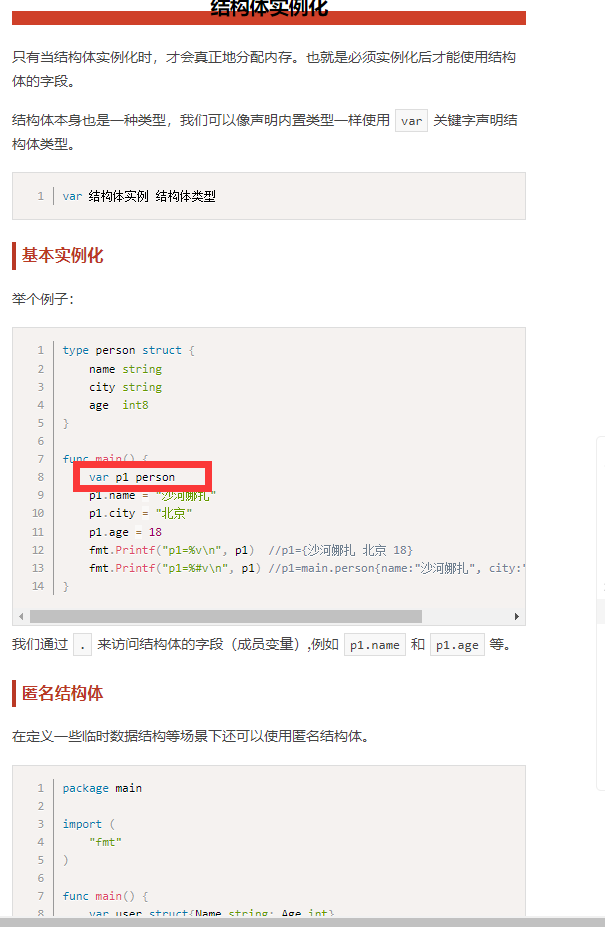 结构体实例化
只有当结构体实例化时，才会真正地分配内存。也就是必须实例化后才能使用结构
体的字段。
结构体本身也是一种类型，我们可以像声明内置类型一样使用 var 关键字声明结
构体类型。
1 var 结构体实例 结构体类型
基本实例化
举个例子：
1 type person struct {
2 name string
3 city string
4 age int8
5 }
6
7 func main() {
8 var p1 person
9 p1.name = "沙河娜扎"
10 p1.city = "北京"
11 p1.age = 18
12 fmt.Printf("p1=%v\n", p1) //p1={沙河娜扎 北京 18}
13 fmt.Printf("p1=%#v\n", p1) //p1=main.person{name:"沙河娜扎", city:"
14 }
我们通过 . 来访问结构体的字段（成员变量）,例如 p1.name 和 p1.age 等。
匿名结构体
在定义一些临时数据结构等场景下还可以使用匿名结构体。
1 package main
2
3 import (
4 "fmt"
5 )
6
7 func main() {
8 var user struct{Name string; Age int}